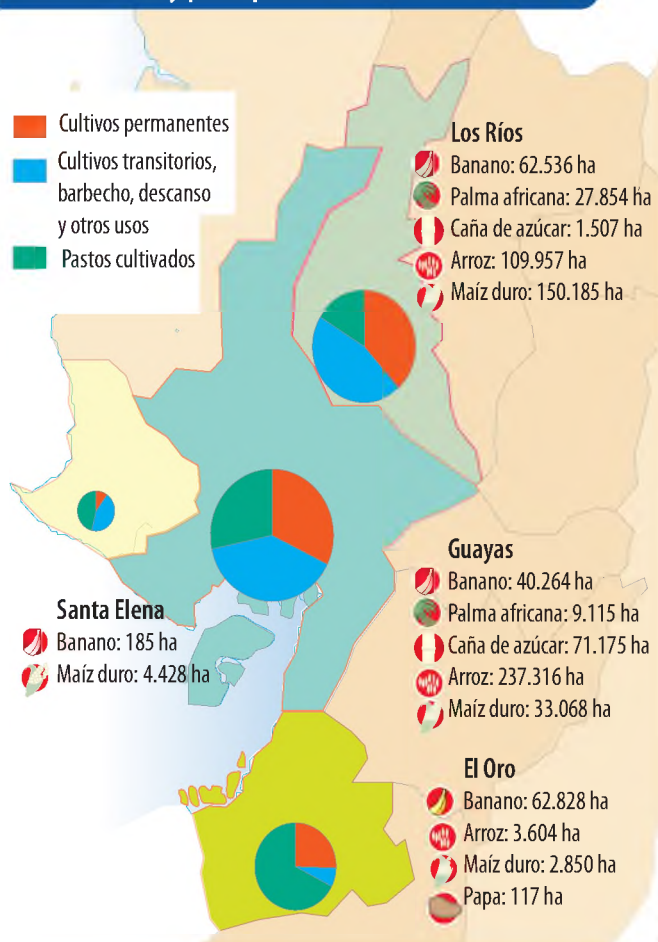 Cultivos permanentes
Cultivos transitorios,
barbecho, descanso
y otros usos
Pastos cultivados
Los Ríos
Banano: 62.536 ha
Palma africana: 27.854 ha
Caña de azúcar: 1.507 ha
Arroz: 109.957 ha
Maíz duro: 150.185 ha
Guayas
Banano: 40.264 ha
Palma africana: 9.115 ha
Caña de azúcar: 71.175 ha
Arroz: 237.316 ha
Maíz duro: 33.068 ha
Santa Elena
Banano: 185 ha
Maíz duro: 4.428 ha
El Oro
Banano: 62.828 ha
Arroz: 3.604 ha
Maíz duro: 2.850 ha
Papa: 117 ha